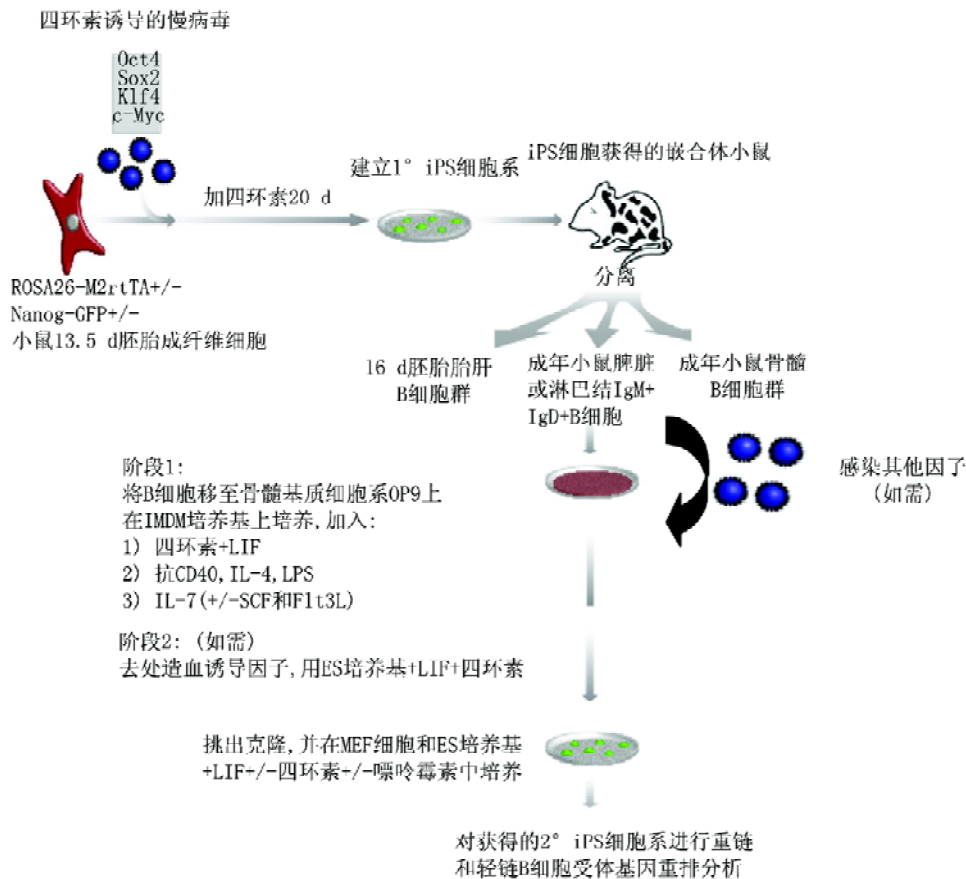 四环素诱导的慢病毒
Oct4
Sox2
Klf4
c-Myc
加四环素20 d
建立1° iPS细胞系
iPS细胞获得的嵌合体小鼠
ROSA26-M2rtTA+/-
Nanog-GFP+/-
小鼠13.5 d胚胎成纤维细胞
分离
16 d胚胎胎肝
B细胞群
成年小鼠脾脏
或淋巴结IgM+
IgD+B细胞
成年小鼠骨髓
B细胞群
感染其他因子
(如需)
阶段1:
将B细胞移至骨髓基质细胞系OP9上
在IMDM培养基上培养,加入:
1) 四环素+LIF
2) 抗CD40,IL-4,LPS
3) IL-7(+/-SCF和Flt3L)
阶段2: (如需)
去处造血诱导因子,用ES培养基+LIF+四环素
挑出克隆,并在MEF细胞和ES培养基
+LIF+/-四环素+/-嘌呤霉素中培养
对获得的2° iPS细胞系进行重链
和轻链B细胞受体基因重排分析